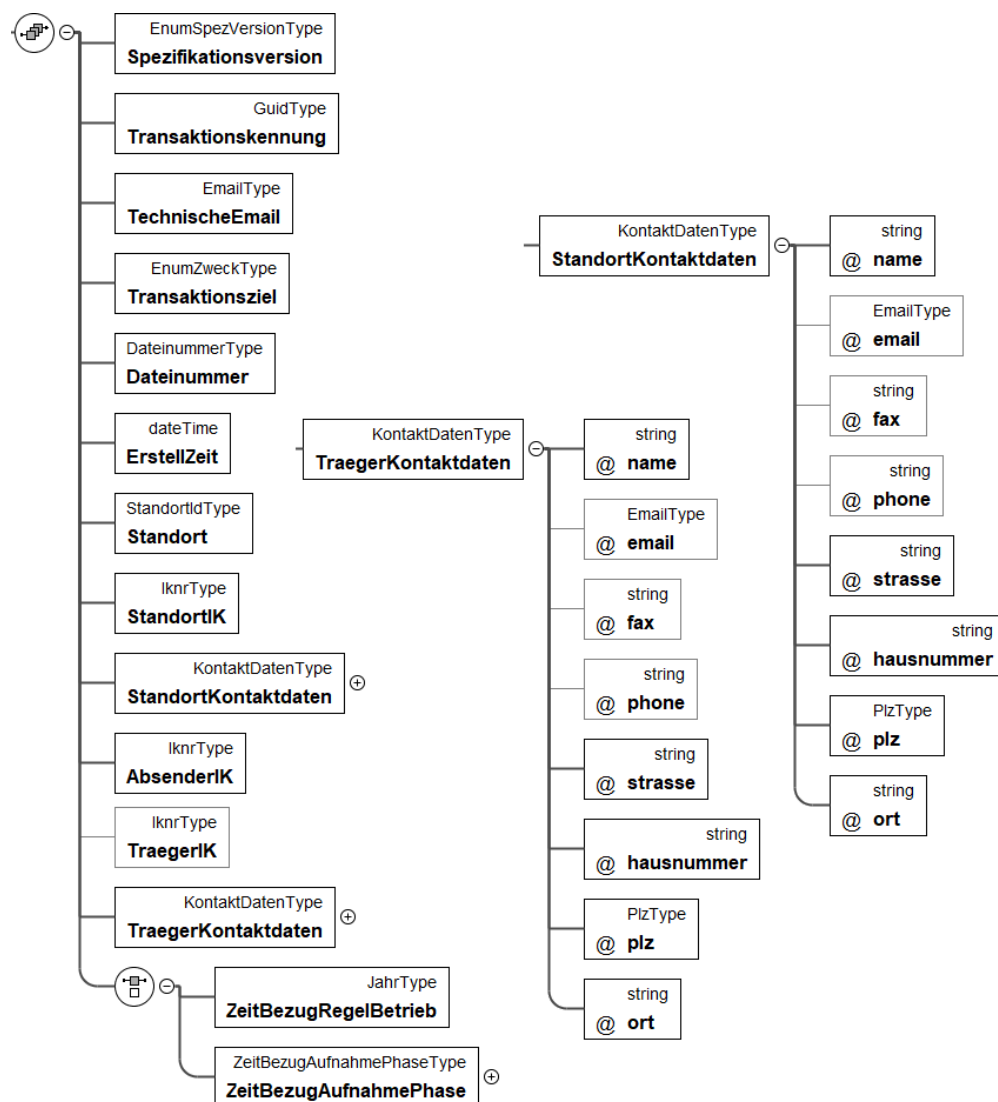 EnumSpezVersionType
Spezifikationsversion
GuidType
Transaktionskennung
EmailType
TechnischeEmail
EnumZweckType
Transaktionsziel
DateinummerType
Dateinummer
dateTime
ErstellZeit
StandortIdType
Standort
IknrType
StandortIK
KontaktDatenType
StandortKontaktdaten
IknrType
AbsenderIK
IknrType
TraegerIK
KontaktDatenType
TraegerKontaktdaten
JahrType
ZeitBezugRegelBetrieb
ZeitBezugAufnahmePhaseType
ZeitBezugAufnahmePhase
KontaktDatenType
TraegerKontaktdaten
string
@ name
EmailType
@ email
string
@ fax
string
@ phone
string
@ strasse
string
@ hausnummer
PlzType
@ plz
string
@ ort
KontaktDatenType
StandortKontaktdaten
string
@ name
EmailType
@ email
string
@ fax
string
@ phone
string
@ strasse
string
@ hausnummer
PlzType
@ plz
string
@ ort